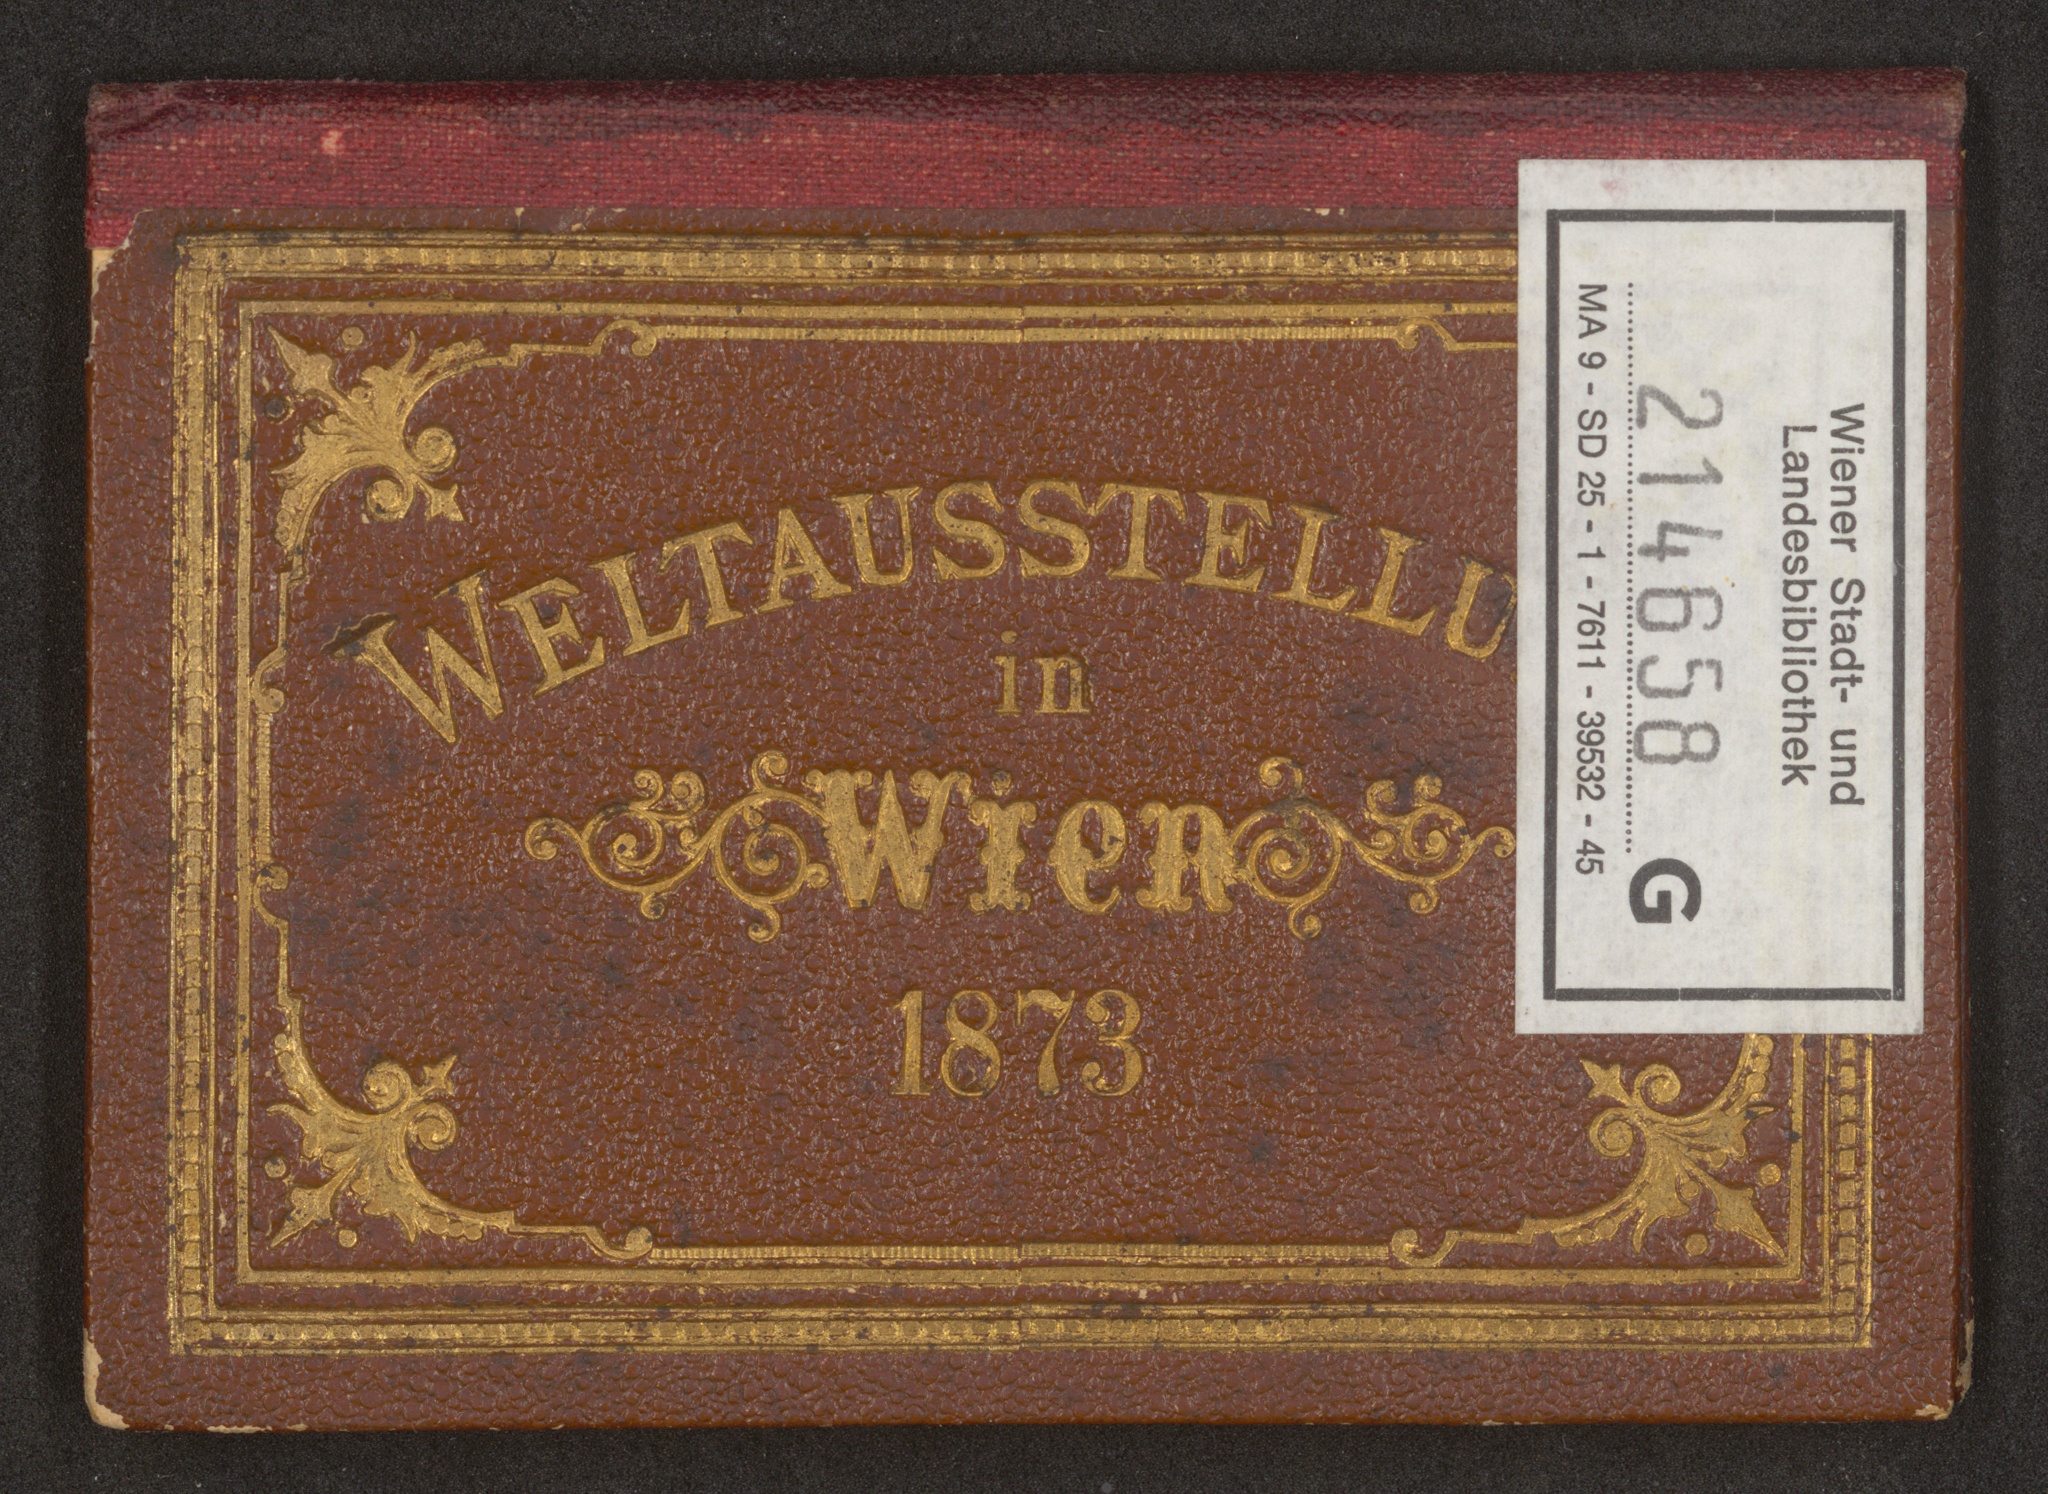 WELTAUSSTELLU
in
Wien
1873
Wiener Stadt- und
Landesbibliothek
214658 G
MA 9 - SD 25 - 1 - 7611 - 39532 - 45